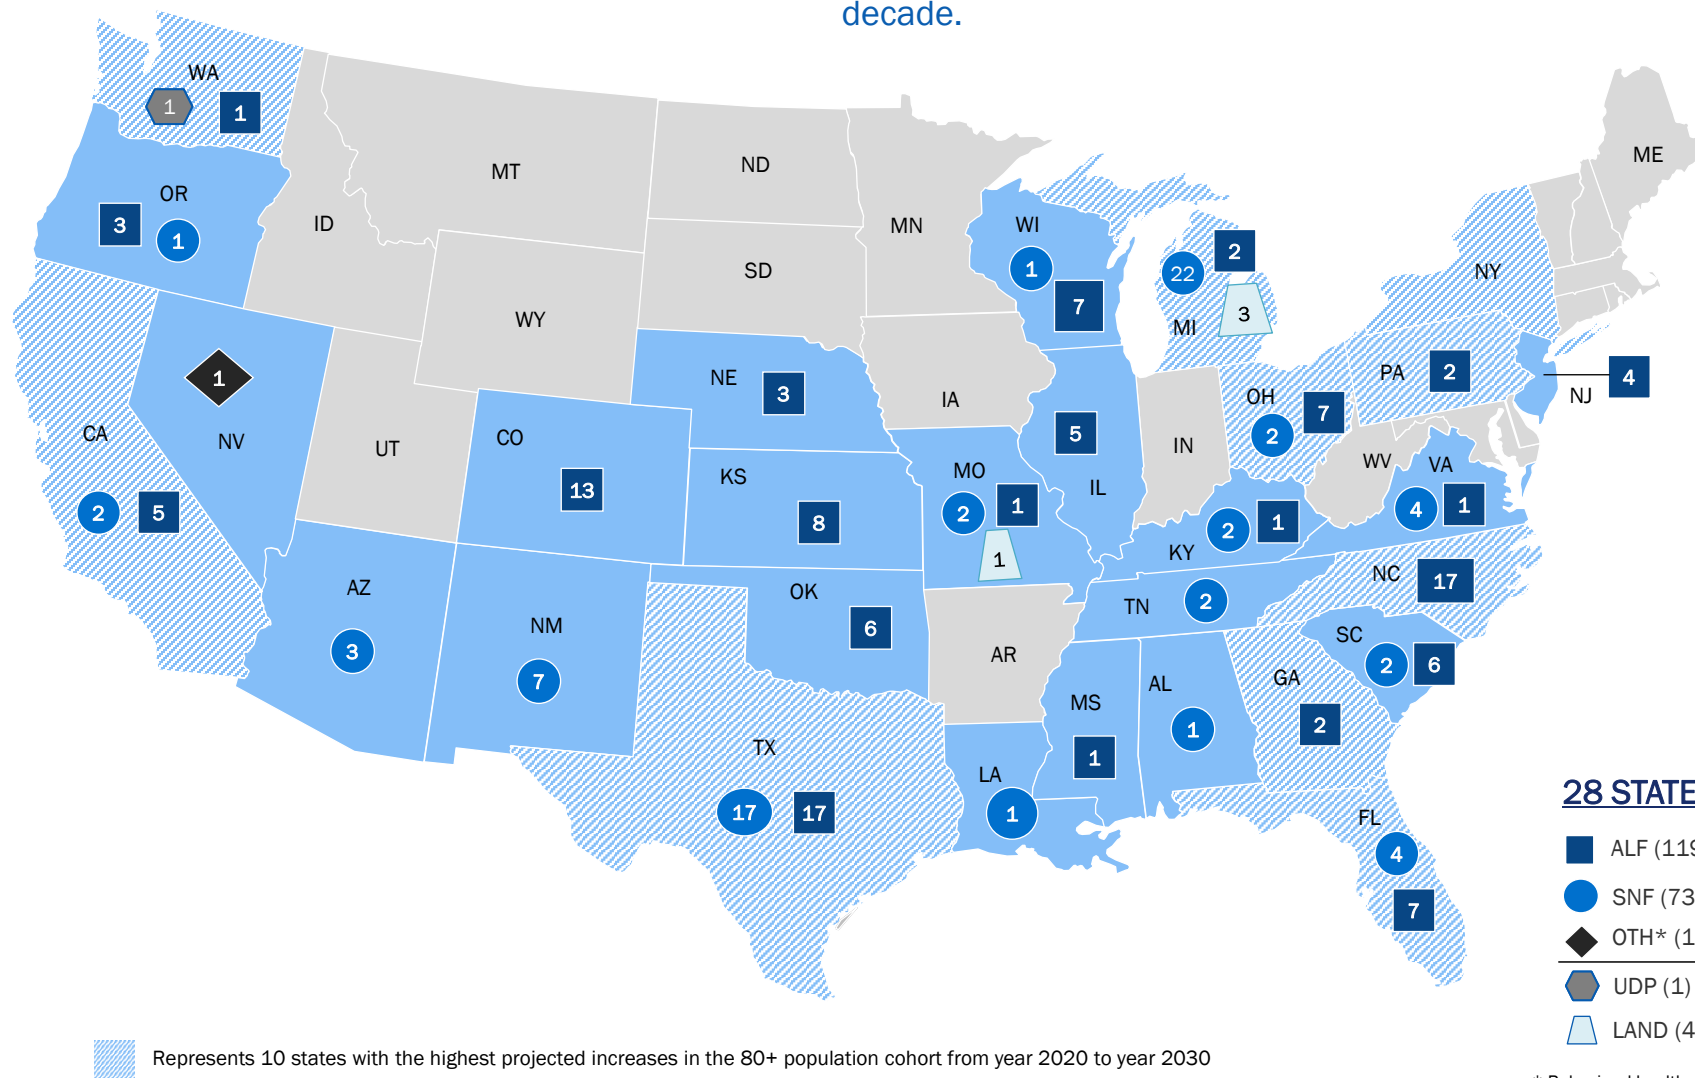 decade.
WA
1
1
OR
3
1
ID
MT
ND
MN
SD
WY
WI
1
7
22
2
3
MI
NY
ME
NV
1
CA
2
5
UT
CO
13
NE
3
IA
KS
8
MO
2
1
1
IL
5
IN
OH
2
7
PA
2
NJ
4
WV
VA
4
1
KY
2
1
AZ
3
NM
7
OK
6
AR
TN
2
NC
17
SC
2
6
GA
2
AL
1
MS
1
LA
1
TX
17
17
FL
4
7
28 STATE
ALF (119
SNF (73
OTH* (1
UDP (1)
LAND (4
Represents 10 states with the highest projected increases in the 80+ population cohort from year 2020 to year 2030